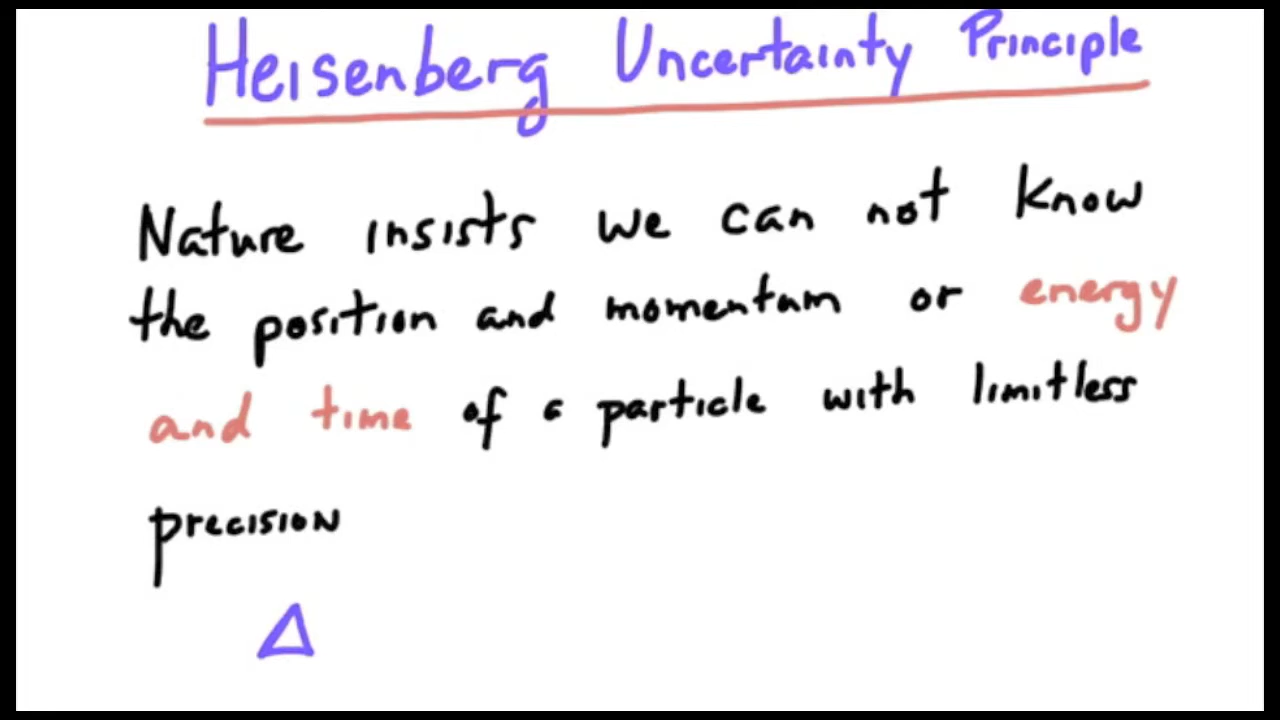 Heisenberg Uncertainty Principle
Nature insists we can not know
the position and momentum or energy
and time of a particle with limitless
precision
Δ